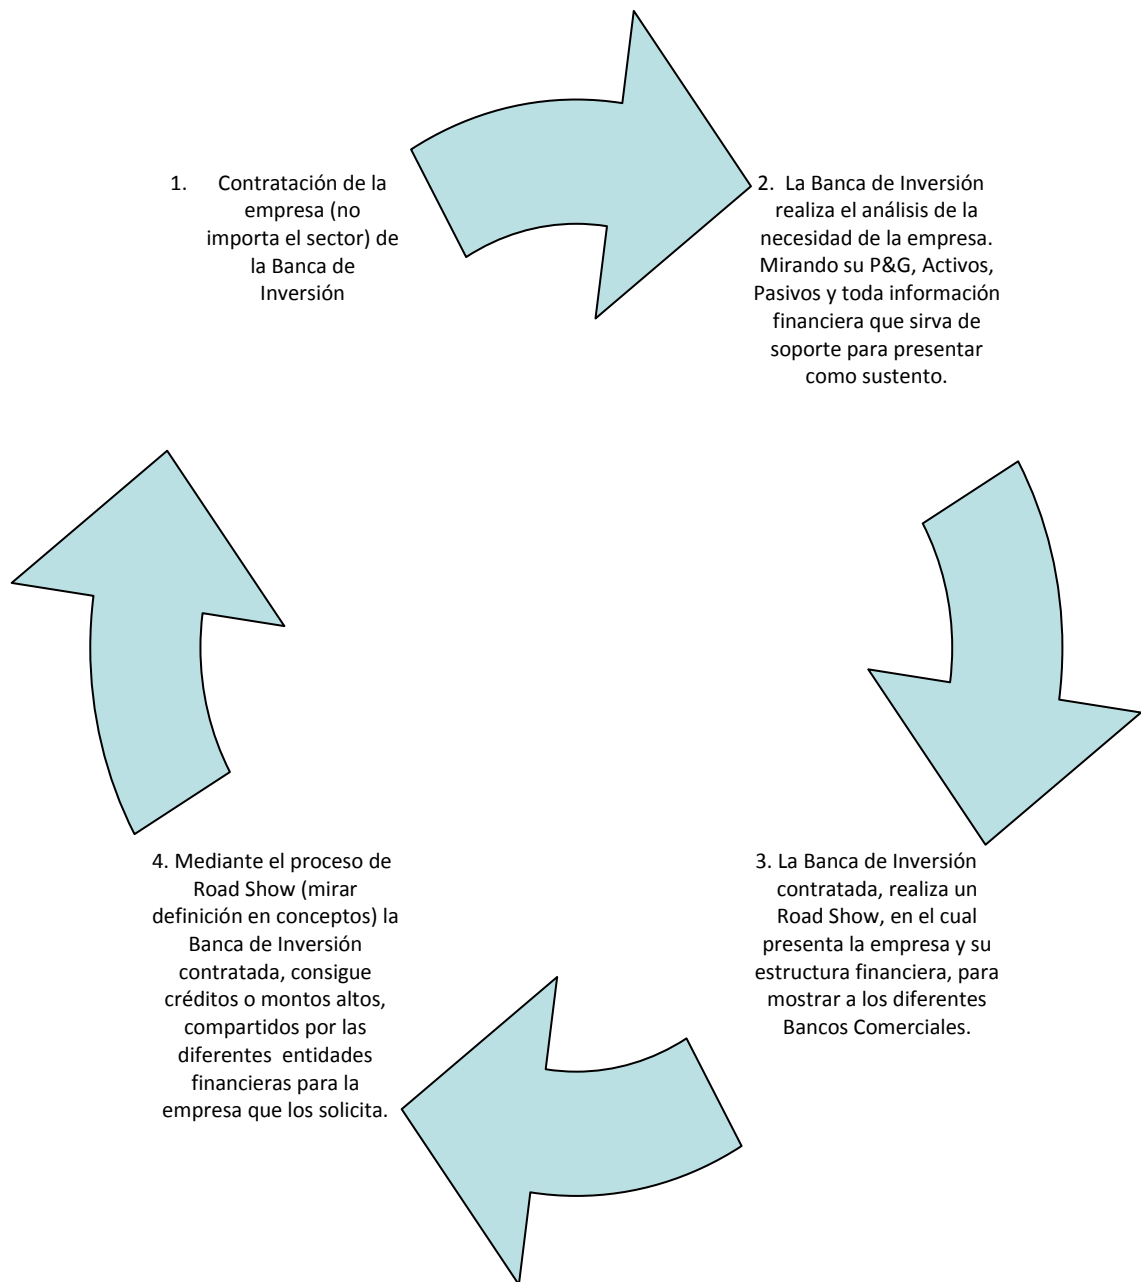 1. Contratación de la
empresa (no
importa el sector) de
la Banca de
Inversión
2. La Banca de Inversión
realiza el análisis de la
necesidad de la empresa.
Mirando su P&G, Activos,
Pasivos y toda información
financiera que sirva de
soporte para presentar
como sustento.
3. La Banca de Inversión
contratada, realiza un
Road Show, en el cual
presenta la empresa y su
estructura financiera, para
mostrar a los diferentes
Bancos Comerciales.
4. Mediante el proceso de
Road Show (mirar
definición en conceptos) la
Banca de Inversión
contratada, consigue
créditos o montos altos,
compartidos por las
diferentes entidades
financieras para la
empresa que los solicita.